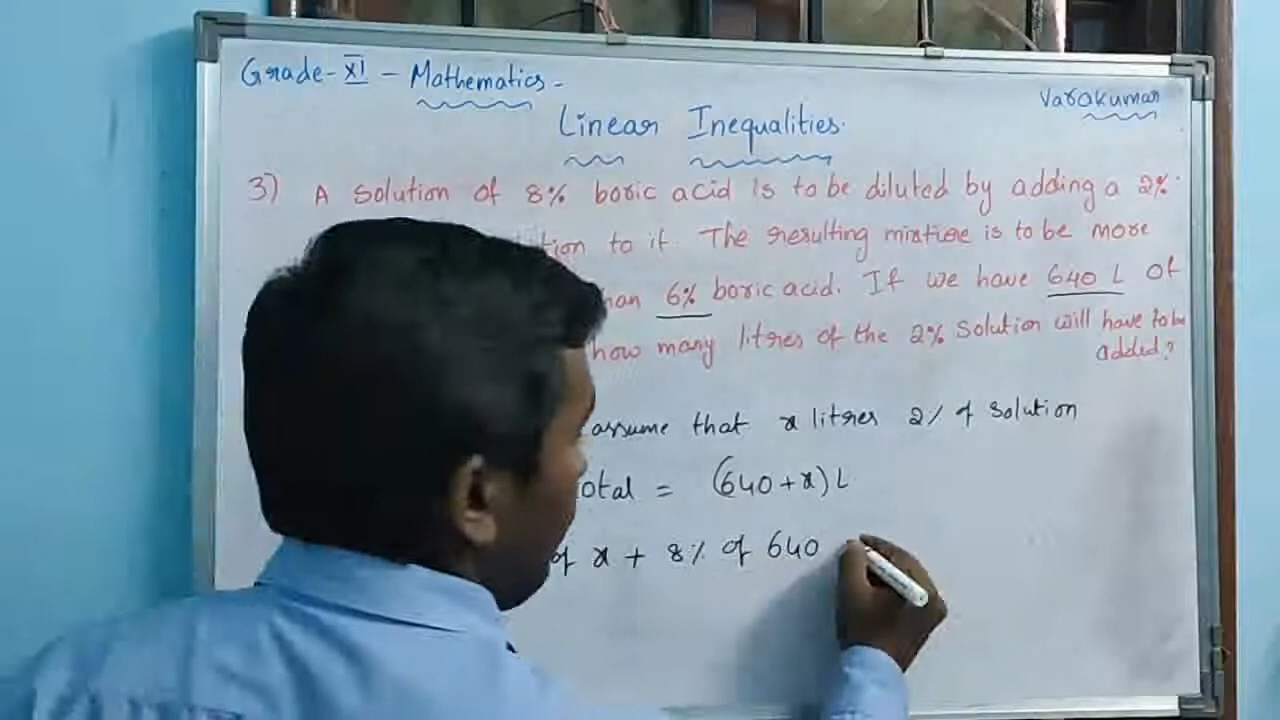 Grade - XI - Mathematics -
Varakumar
Linear Inequalities.
3) A solution of 8% boric acid is to be diluted by adding a 2%
to it. The resulting mixture is to be more
6% boric acid. If we have 640 L of
how many litres of the 2% solution will have to be
added?
assume that x litres 2% of solution
= (640+x) L
of x + 8% of 640